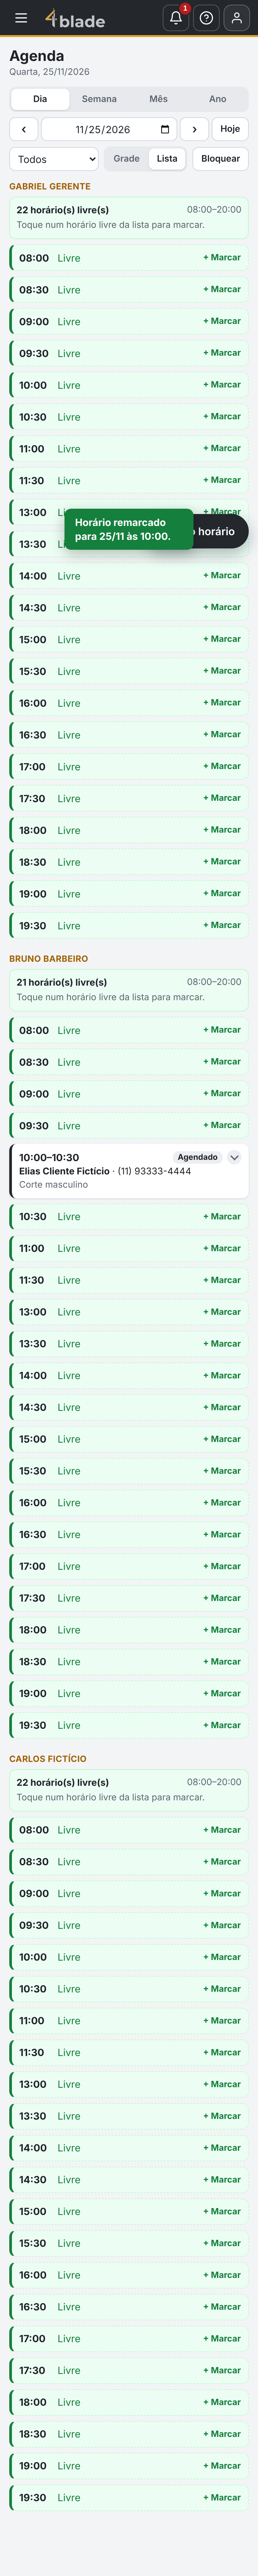 4blade
1
Agenda
Quarta, 25/11/2026
Dia Semana Mês Ano
11/25/2026 Hoje
Todos Grade Lista Bloquear
GABRIEL GERENTE
22 horário(s) livre(s) 08:00–20:00
Toque num horário livre da lista para marcar.
08:00 Livre + Marcar
08:30 Livre + Marcar
09:00 Livre + Marcar
09:30 Livre + Marcar
10:00 Livre + Marcar
10:30 Livre + Marcar
11:00 Livre + Marcar
11:30 Livre + Marcar
13:00 + Marcar
Horário remarcado
para 25/11 às 10:00.
horário
13:30
14:00 Livre + Marcar
14:30 Livre + Marcar
15:00 Livre + Marcar
15:30 Livre + Marcar
16:00 Livre + Marcar
16:30 Livre + Marcar
17:00 Livre + Marcar
17:30 Livre + Marcar
18:00 Livre + Marcar
18:30 Livre + Marcar
19:00 Livre + Marcar
19:30 Livre + Marcar
BRUNO BARBEIRO
21 horário(s) livre(s) 08:00–20:00
Toque num horário livre da lista para marcar.
08:00 Livre + Marcar
08:30 Livre + Marcar
09:00 Livre + Marcar
09:30 Livre + Marcar
10:00–10:30 Agendado
Elias Cliente Fictício · (11) 93333-4444
Corte masculino
10:30 Livre + Marcar
11:00 Livre + Marcar
11:30 Livre + Marcar
13:00 Livre + Marcar
13:30 Livre + Marcar
14:00 Livre + Marcar
14:30 Livre + Marcar
15:00 Livre + Marcar
15:30 Livre + Marcar
16:00 Livre + Marcar
16:30 Livre + Marcar
17:00 Livre + Marcar
17:30 Livre + Marcar
18:00 Livre + Marcar
18:30 Livre + Marcar
19:00 Livre + Marcar
19:30 Livre + Marcar
CARLOS FICTÍCIO
22 horário(s) livre(s) 08:00–20:00
Toque num horário livre da lista para marcar.
08:00 Livre + Marcar
08:30 Livre + Marcar
09:00 Livre + Marcar
09:30 Livre + Marcar
10:00 Livre + Marcar
10:30 Livre + Marcar
11:00 Livre + Marcar
11:30 Livre + Marcar
13:00 Livre + Marcar
13:30 Livre + Marcar
14:00 Livre + Marcar
14:30 Livre + Marcar
15:00 Livre + Marcar
15:30 Livre + Marcar
16:00 Livre + Marcar
16:30 Livre + Marcar
17:00 Livre + Marcar
17:30 Livre + Marcar
18:00 Livre + Marcar
18:30 Livre + Marcar
19:00 Livre + Marcar
19:30 Livre + Marcar